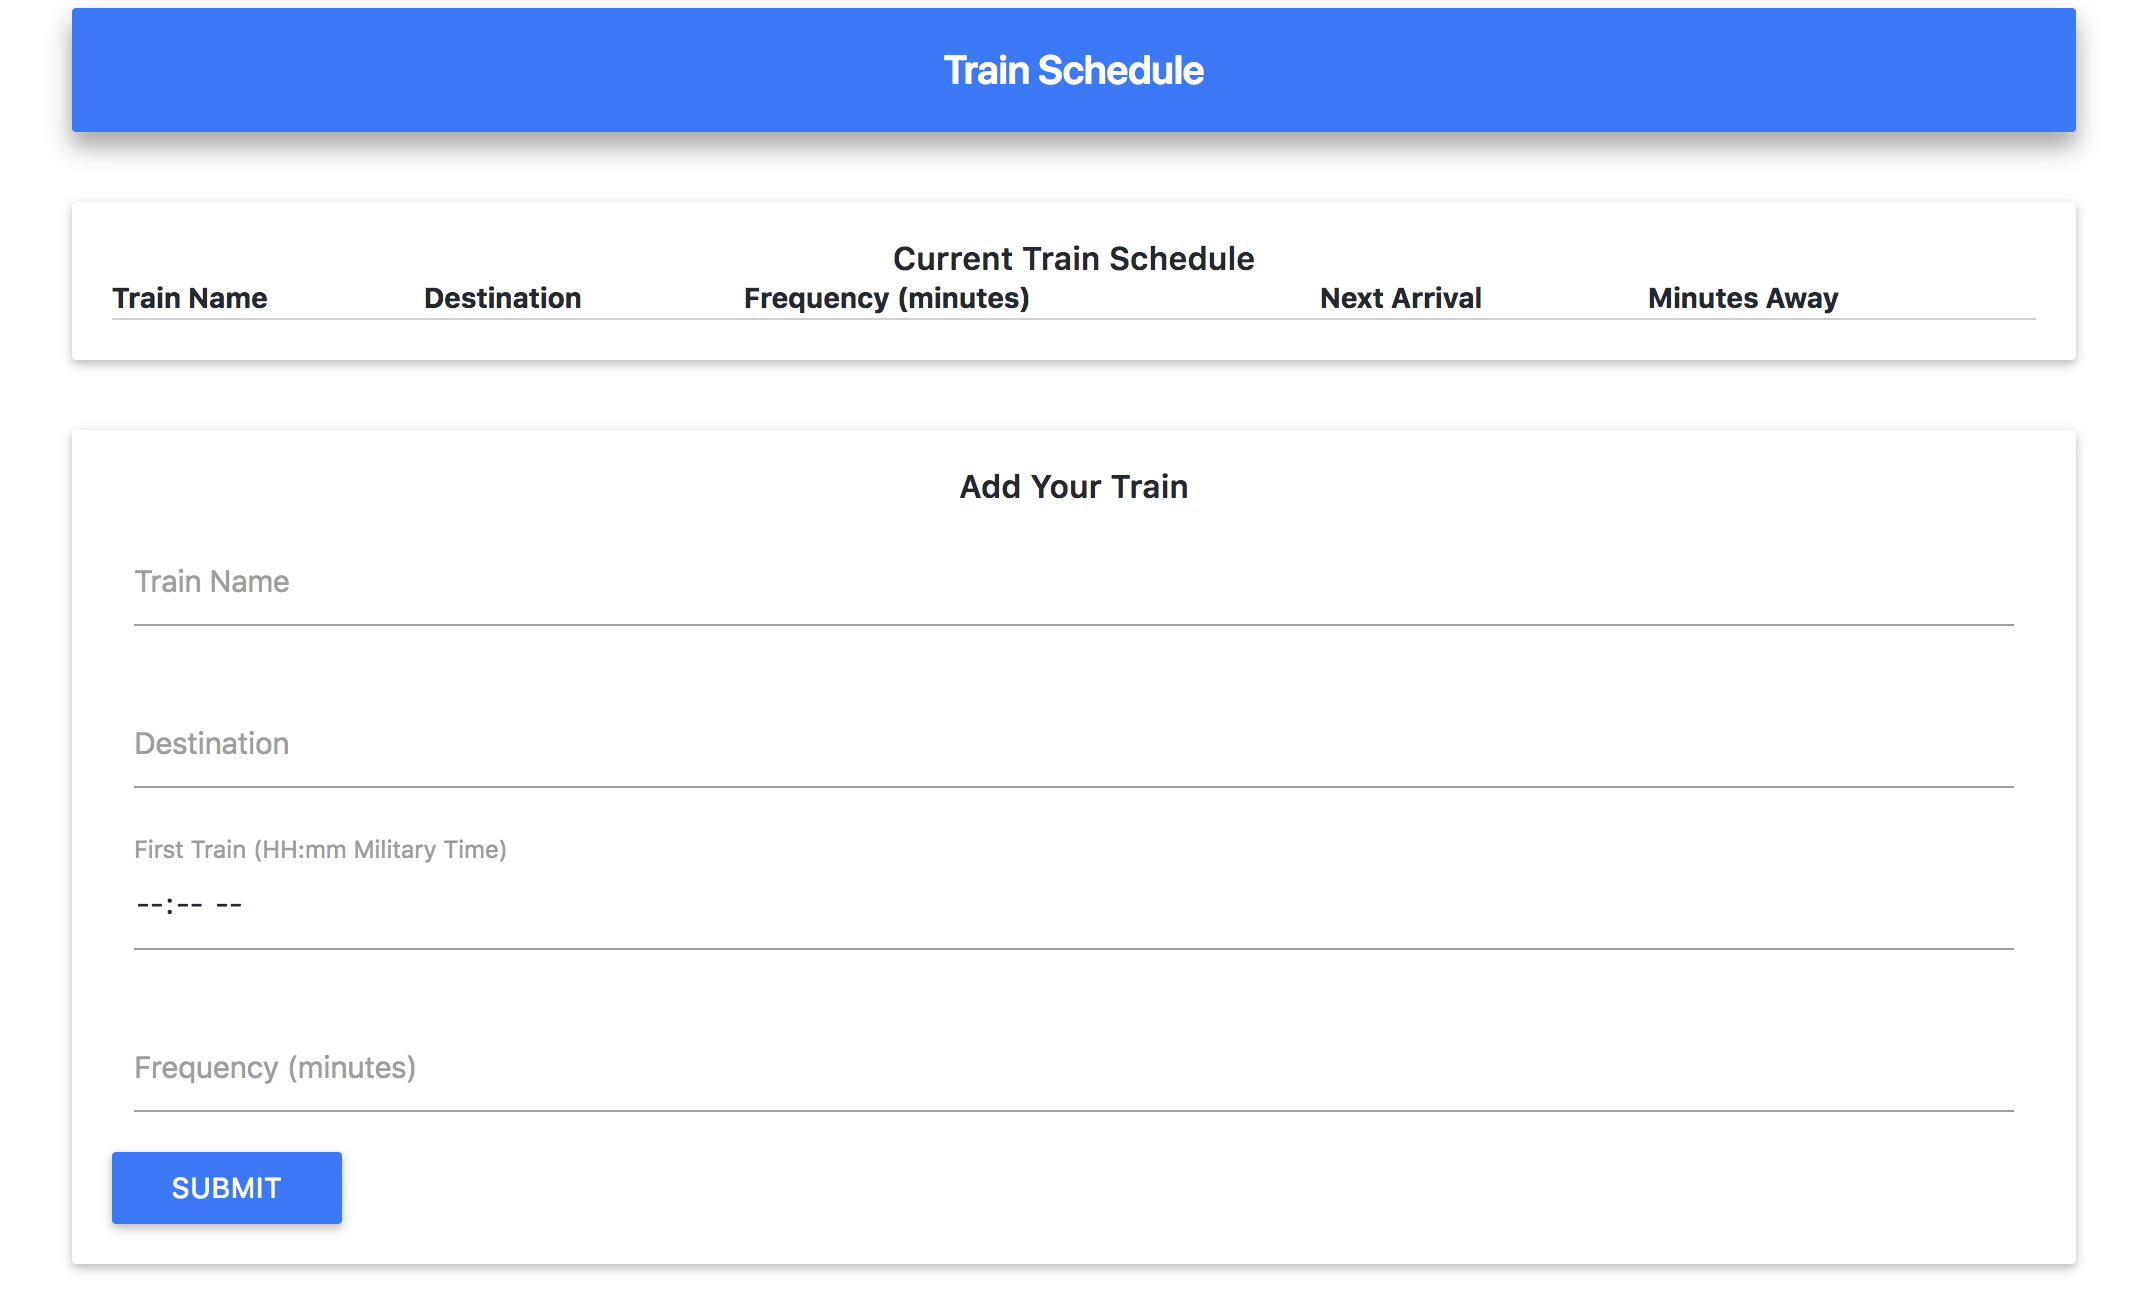 Train Schedule
Current Train Schedule
Train Name Destination Frequency (minutes) Next Arrival Minutes Away
Add Your Train
Train Name
Destination
First Train (HH:mm Military Time)
--:-- --
Frequency (minutes)
SUBMIT